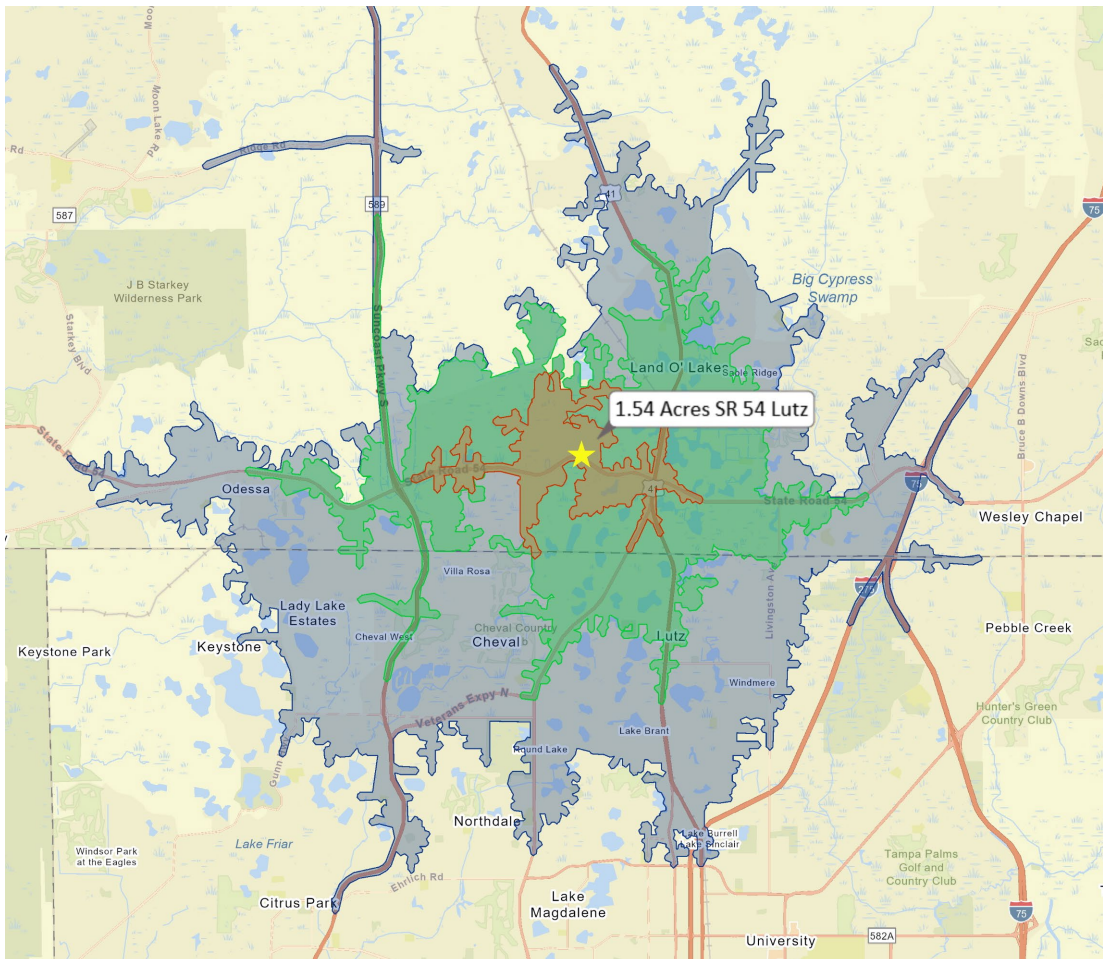 Moon Lake Rd
Ridge Rd
Rd
41
589
587
75
J B Starkey
Wilderness Park
Big Cypress
Swamp
Starkey Blvd
Suncoast Pkwy S
Bruce B Downs Blvd
Land O' Lakes
Sable Ridge
1.54 Acres SR 54 Lutz
State Road 54
Road 54
Odessa
41
State Road 54
75
Wesley Chapel
Villa Rosa
275
Livingston Av
Lady Lake
Estates
Cheval Country
Cheval
Cheval West
Lutz
Keystone Park
Keystone
Pebble Creek
Windmere
Veterans Expy N
Hunter's Green
Country Club
Gunn
Round Lake
Lake Brant
Northdale
Lake Burrell
Lake Sinclair
Lake Friar
Windsor Park
at the Eagles
Tampa Palms
Golf and
Country Club
Ehrlich Rd
Citrus Park
Lake
Magdalene
75
582A
University